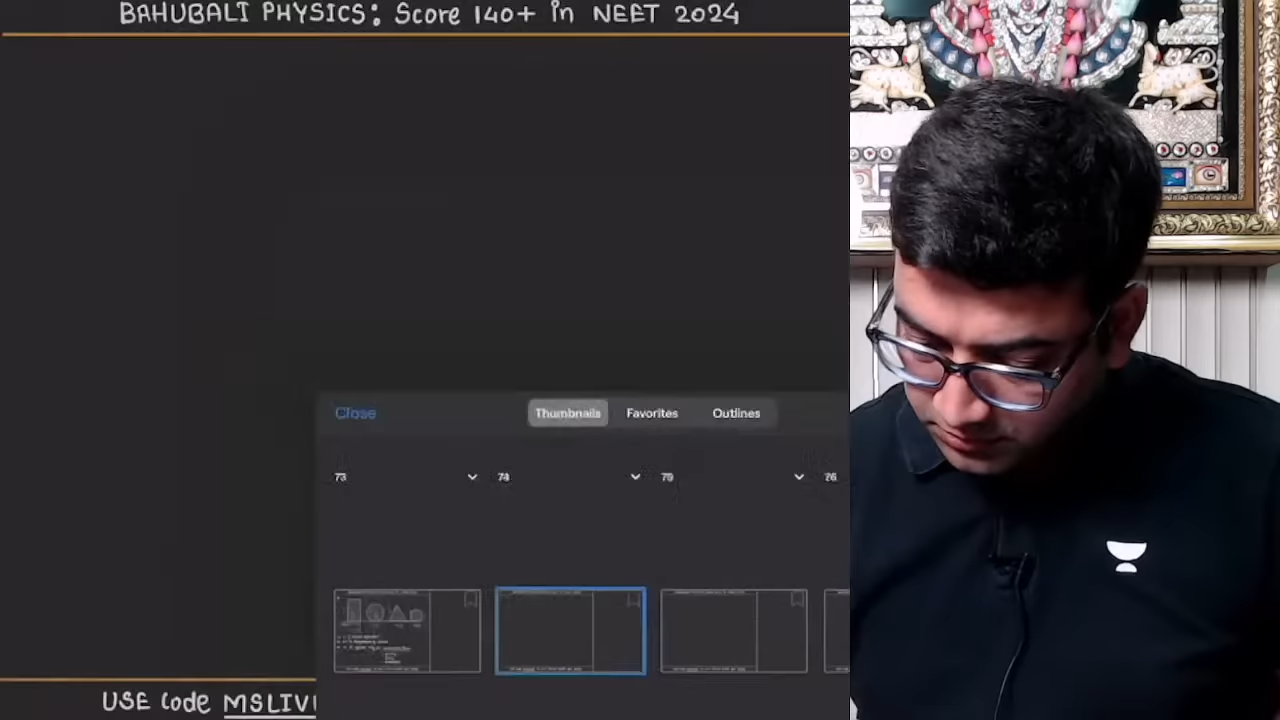 BAHUBALI PHYSICS: Score 140+ in NEET 2024
Close
Thumbnails Favorites Outlines
73 74 75 76
USE Code MSLIV